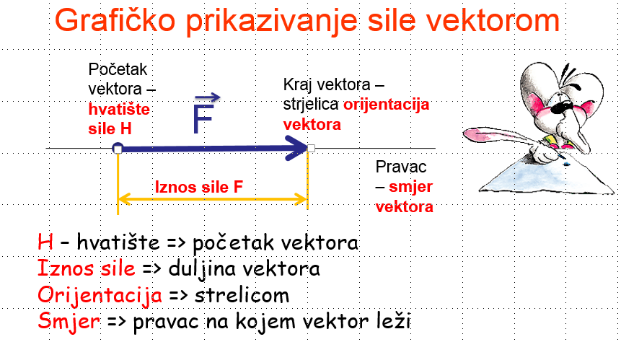 Grafičko prikazivanje sile vektorom
Početak
vektora –
hvatište
sile H
F
Kraj vektora –
strjelica orijentacija
vektora
Iznos sile F
Pravac
– smjer
vektora
H – hvatište => početak vektora
Iznos sile => duljina vektora
Orijentacija => strelicom
Smjer => pravac na kojem vektor leži